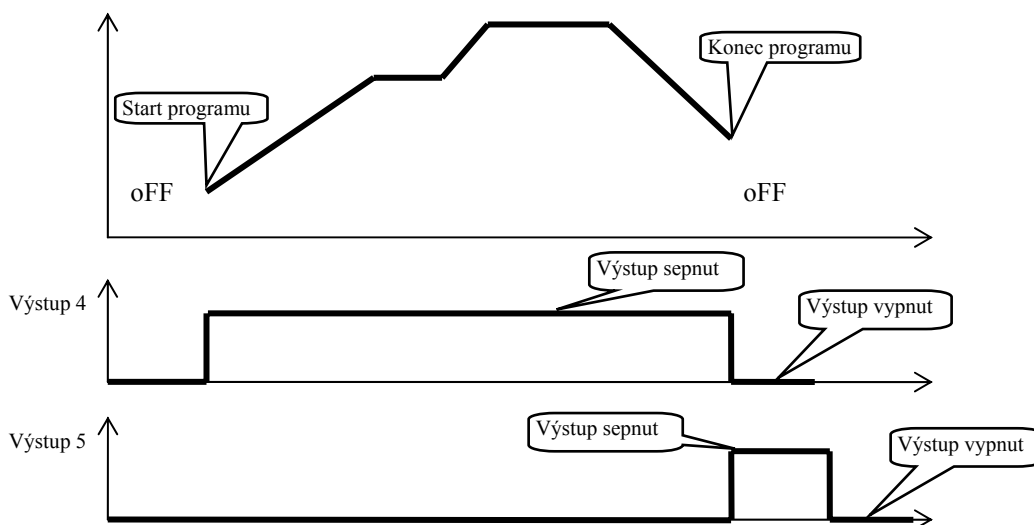 Konec programu
Start programu
oFF
oFF
Výstup sepnut
Výstup 4
Výstup vypnut
Výstup sepnut
Výstup 5
Výstup vypnut